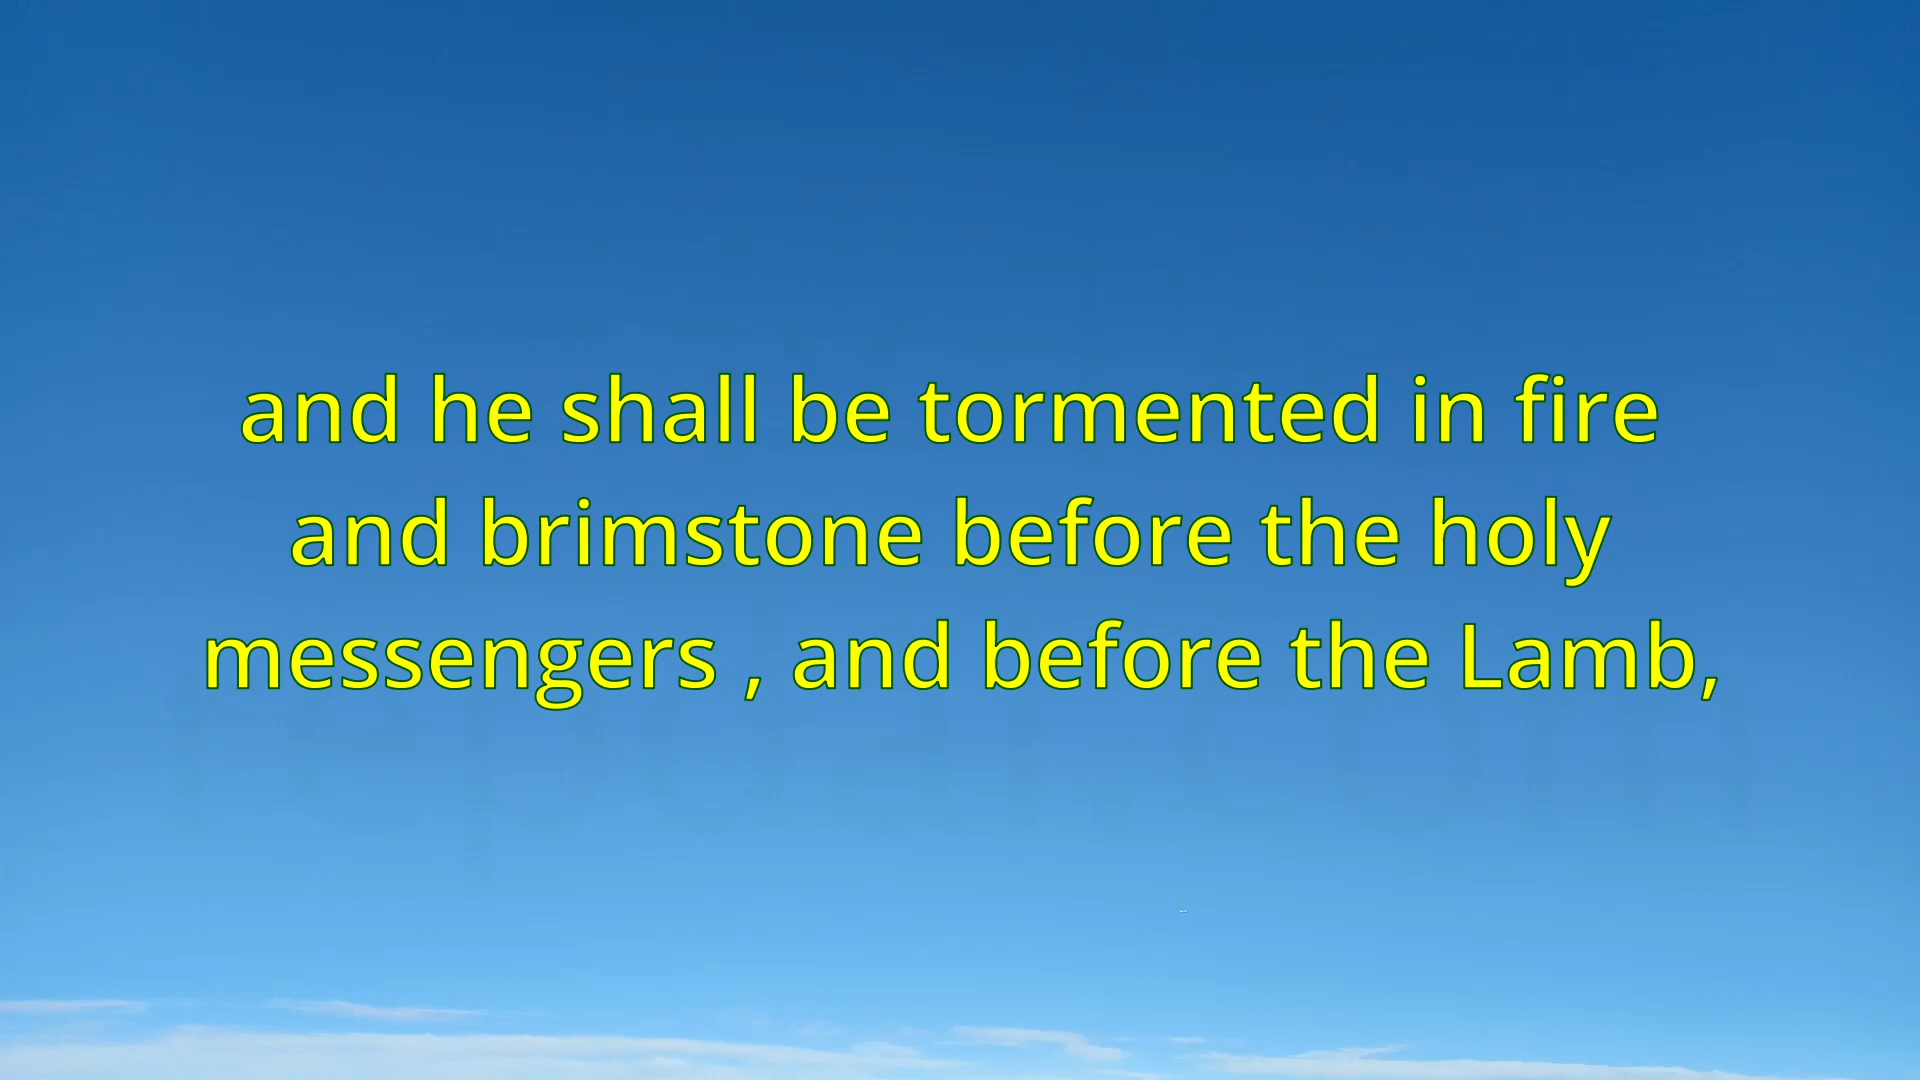 and he shall be tormented in fire
and brimstone before the holy
messengers , and before the Lamb,